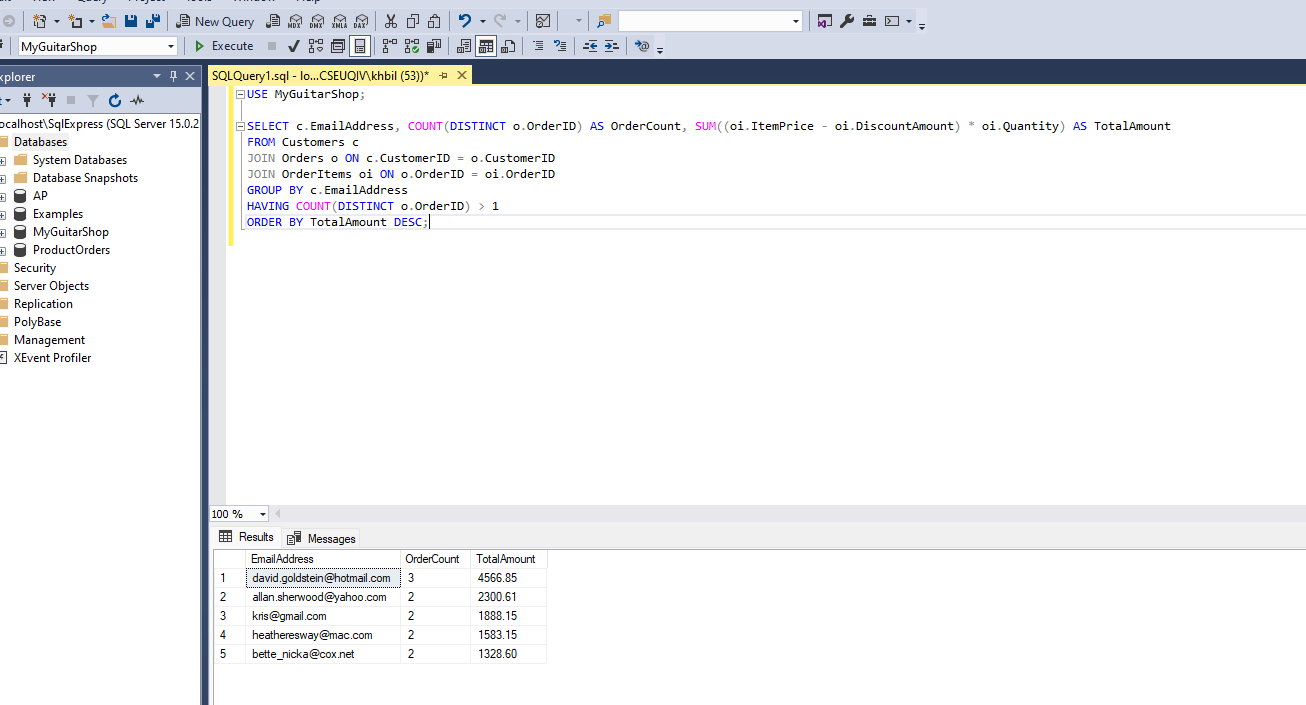 New Query MDX DMX XMLA DAX
MyGuitarShop Execute
xplorer
SQLQuery1.sql - lo...CSEUQIV\khbil (53))*
ocalhost\SqlExpress (SQL Server 15.0.2
Databases
System Databases
Database Snapshots
AP
Examples
MyGuitarShop
ProductOrders
Security
Server Objects
Replication
PolyBase
Management
XEvent Profiler
USE MyGuitarShop;
SELECT c.EmailAddress, COUNT(DISTINCT o.OrderID) AS OrderCount, SUM((oi.ItemPrice - oi.DiscountAmount) * oi.Quantity) AS TotalAmount
FROM Customers c
JOIN Orders o ON c.CustomerID = o.CustomerID
JOIN OrderItems oi ON o.OrderID = oi.OrderID
GROUP BY c.EmailAddress
HAVING COUNT(DISTINCT o.OrderID) > 1
ORDER BY TotalAmount DESC;
100 %
Results Messages
EmailAddress OrderCount TotalAmount
1 david.goldstein@hotmail.com 3 4566.85
2 allan.sherwood@yahoo.com 2 2300.61
3 kris@gmail.com 2 1888.15
4 heatheresway@mac.com 2 1583.15
5 bette_nicka@cox.net 2 1328.60